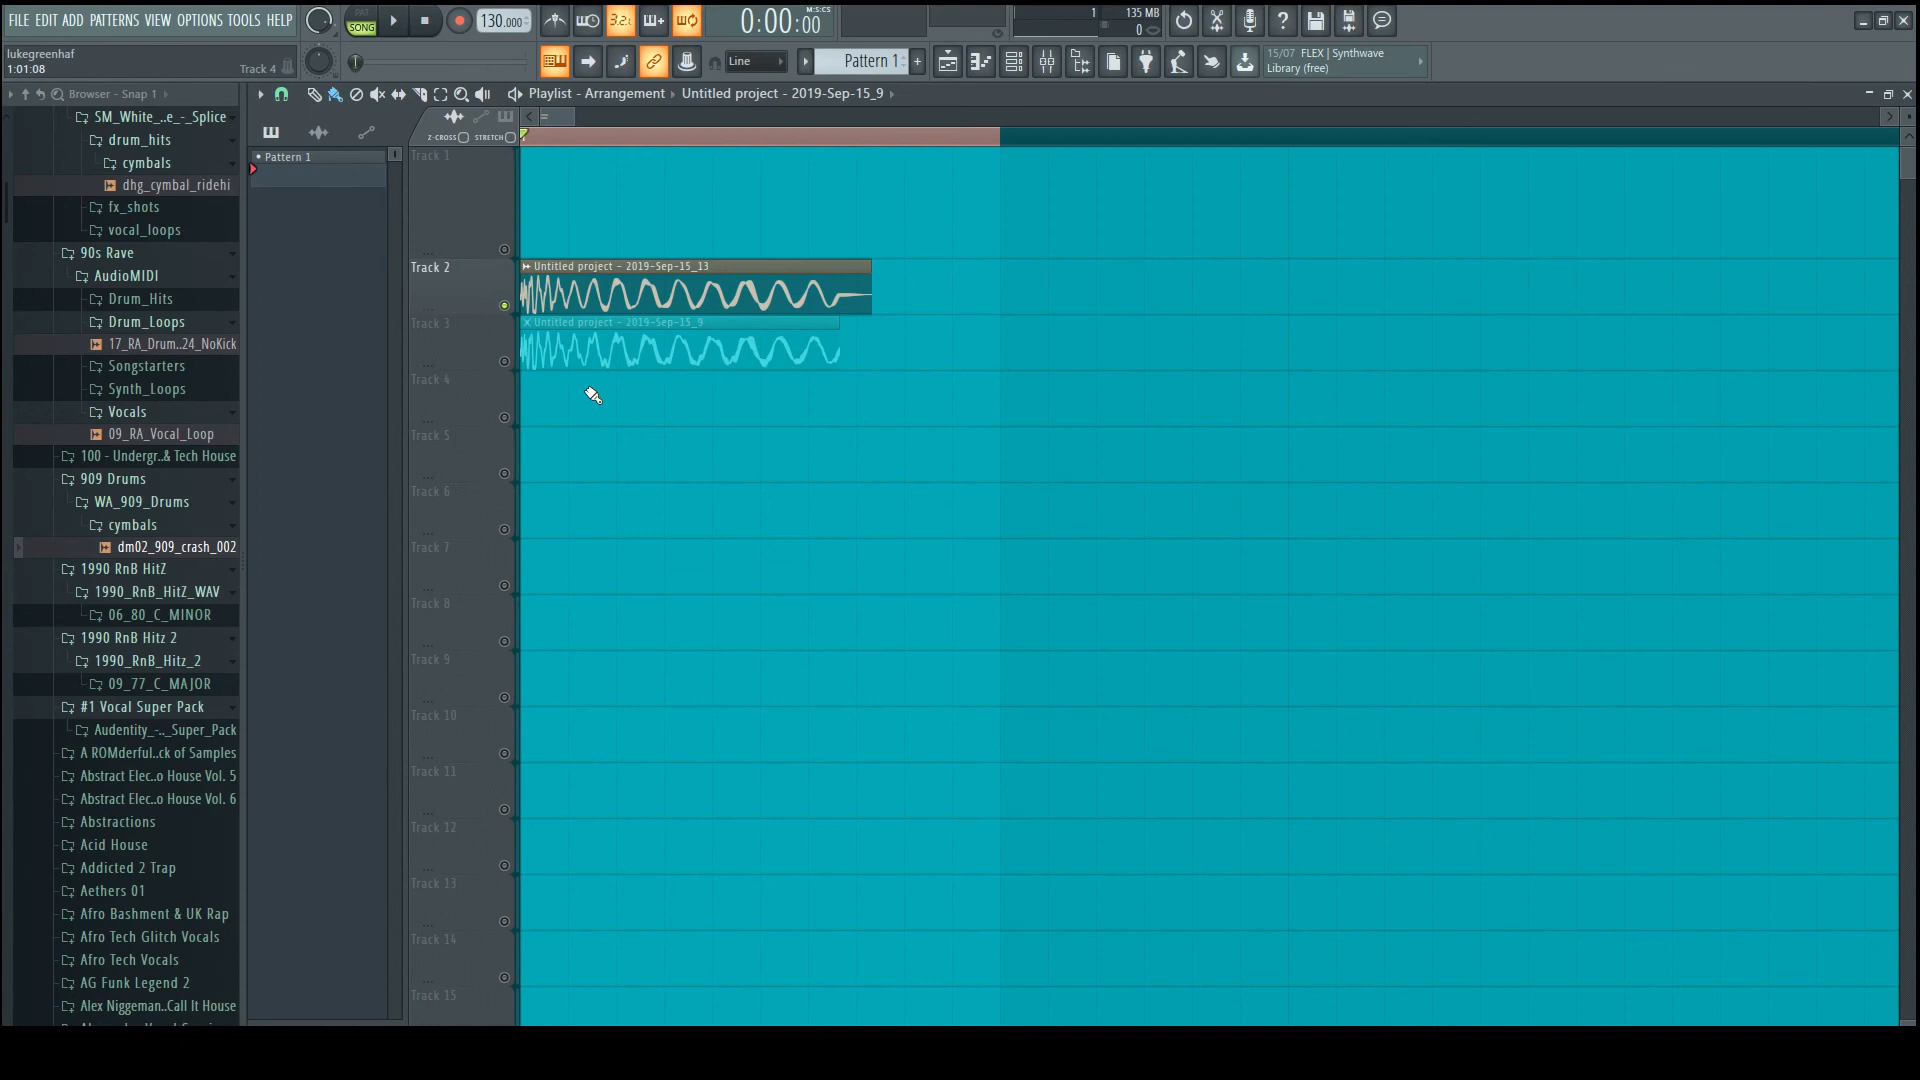 FILE EDIT ADD PATTERNS VIEW OPTIONS TOOLS HELP
PAT
SONG
130.000
3.2.
0:00:00
M:S:CS
1
135 MB
0
lukegreenhaf
1:01:08
Track 4
Line
Pattern 1
15/07 FLEX | Synthwave
Library (free)
Browser - Snap 1
Playlist - Arrangement
Untitled project - 2019-Sep-15_9
Z-CROSS
STRETCH
SM_White_..e_-_Splice
drum_hits
cymbals
dhg_cymbal_ridehi
fx_shots
vocal_loops
90s Rave
AudioMIDI
Drum_Hits
Drum_Loops
17_RA_Drum..24_NoKick
Songstarters
Synth_Loops
Vocals
09_RA_Vocal_Loop
100 - Undergr..& Tech House
909 Drums
WA_909_Drums
cymbals
dm02_909_crash_002
1990 RnB HitZ
1990_RnB_HitZ_WAV
06_80_C_MINOR
1990 RnB Hitz 2
1990_RnB_Hitz_2
09_77_C_MAJOR
#1 Vocal Super Pack
Audentity_-_.._Super_Pack
A ROMderful..ck of Samples
Abstract Elec..o House Vol. 5
Abstract Elec..o House Vol. 6
Abstractions
Acid House
Addicted 2 Trap
Aethers 01
Afro Bashment & UK Rap
Afro Tech Glitch Vocals
Afro Tech Vocals
AG Funk Legend 2
Alex Niggeman..Call It House
Pattern 1
Track 1
Track 2
Untitled project - 2019-Sep-15_13
Track 3
Untitled project - 2019-Sep-15_9
Track 4
Track 5
Track 6
Track 7
Track 8
Track 9
Track 10
Track 11
Track 12
Track 13
Track 14
Track 15